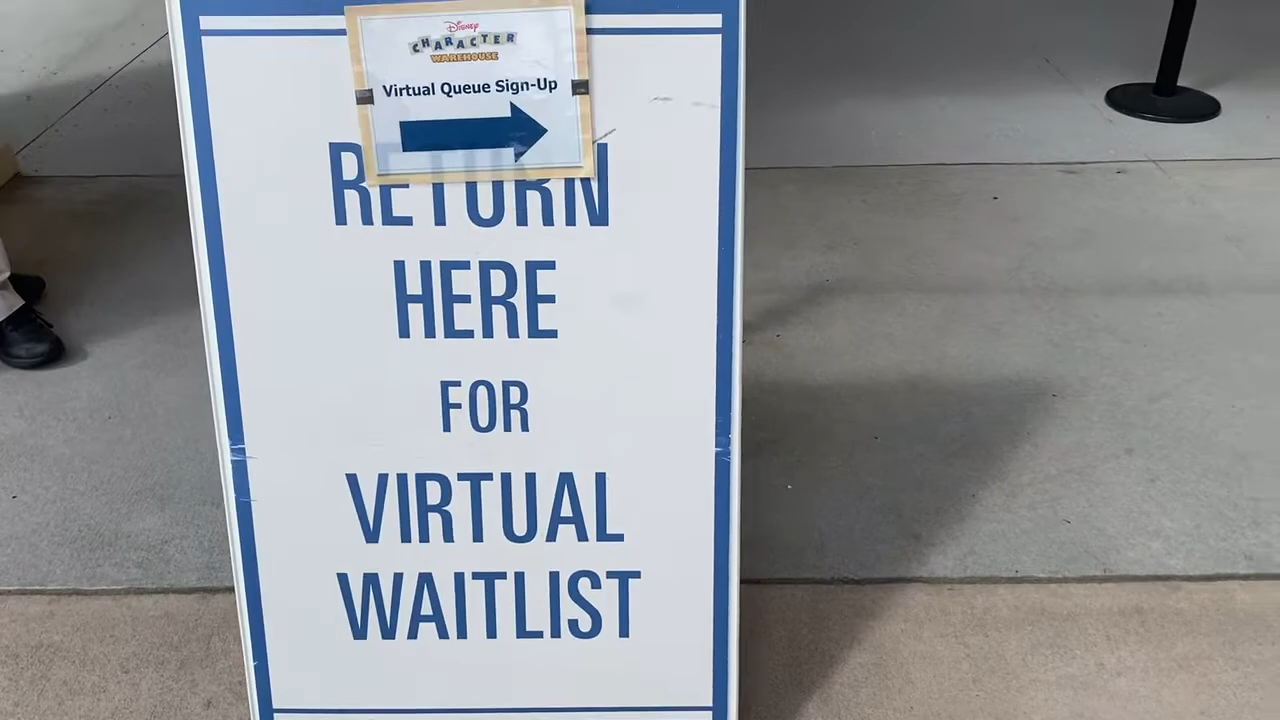 Disney
CHARACTER
WAREHOUSE
Virtual Queue Sign-Up
RETURN
HERE
FOR
VIRTUAL
WAITLIST